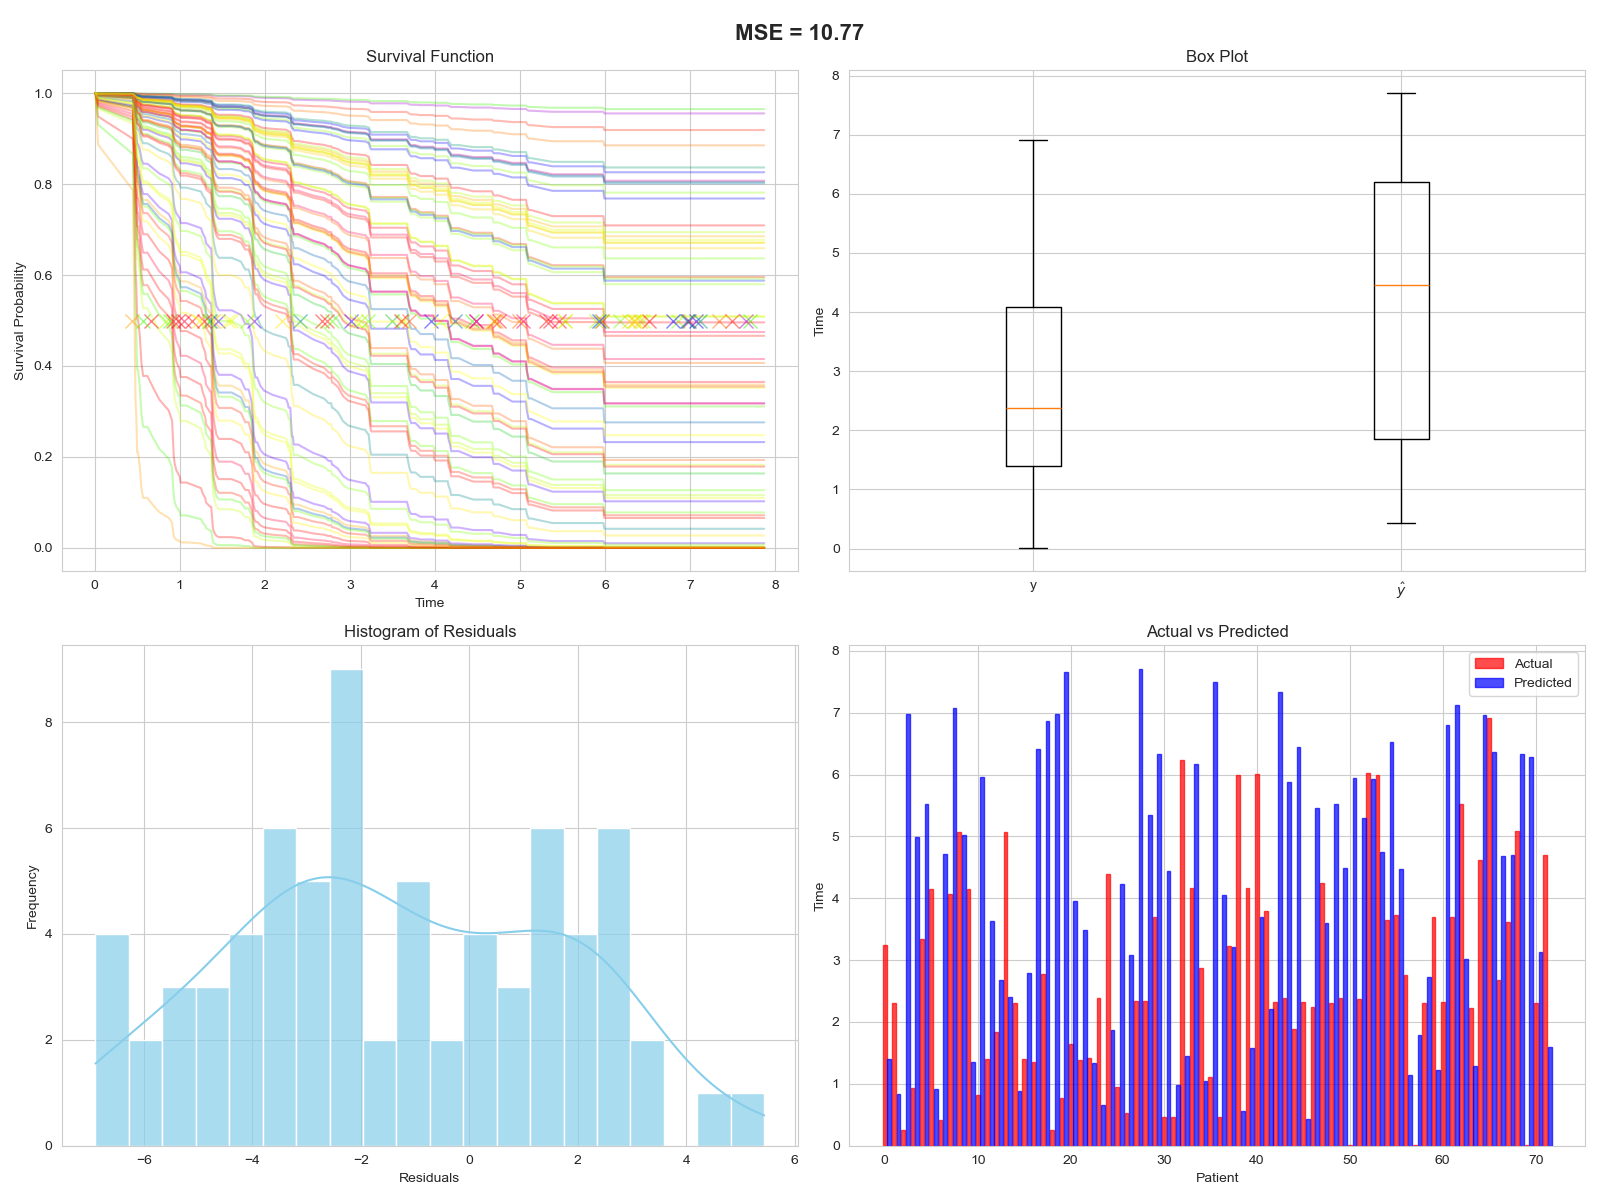 MSE = 10.77
Survival Function
Survival Probability
1.0
0.8
0.6
0.4
0.2
0.0
0 1 2 3 4 5 6 7 8
Time
Box Plot
Time
8
7
6
5
4
3
2
1
0
y ŷ
Histogram of Residuals
Frequency
8
6
4
2
0
−6 −4 −2 0 2 4 6
Residuals
Actual vs Predicted
Actual
Predicted
Time
8
7
6
5
4
3
2
1
0
0 10 20 30 40 50 60 70
Patient